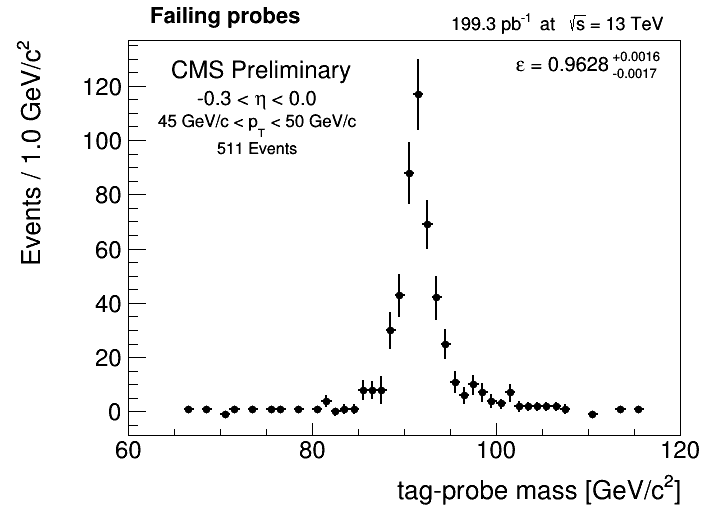 Failing probes
199.3 pb⁻¹ at √s = 13 TeV
Events / 1.0 GeV/c²
CMS Preliminary
-0.3 < η < 0.0
45 GeV/c < p_T < 50 GeV/c
511 Events
ε = 0.9628 +0.0016 -0.0017
120
100
80
60
40
20
0
60 80 100 120
tag-probe mass [GeV/c²]